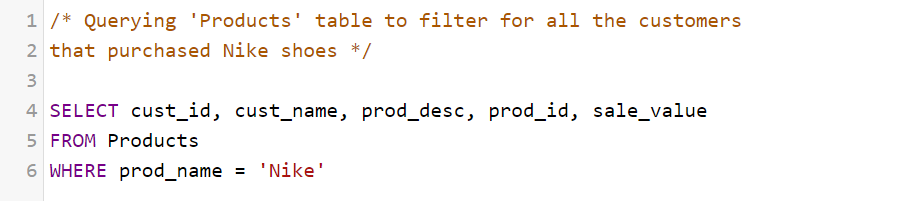 1 /* Querying 'Products' table to filter for all the customers
2 that purchased Nike shoes */
3
4 SELECT cust_id, cust_name, prod_desc, prod_id, sale_value
5 FROM Products
6 WHERE prod_name = 'Nike'